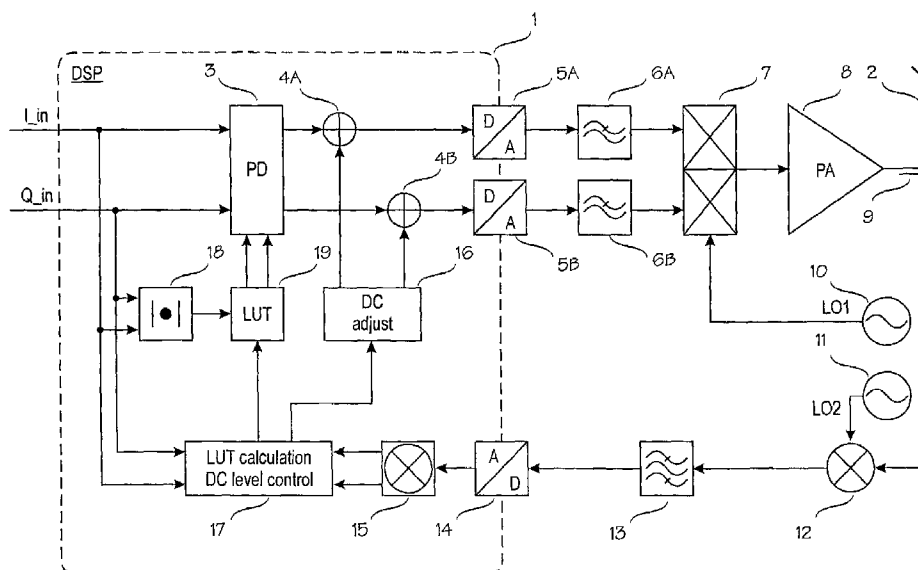 1
DSP
3
4A
5A
6A
7
8
2
I_in
D
A
PD
4B
PA
Q_in
D
A
9
18
19
16
5B
6B
10
|•|
LUT
DC
adjust
LO1
11
LO2
LUT calculation
DC level control
A
D
17
15
14
13
12